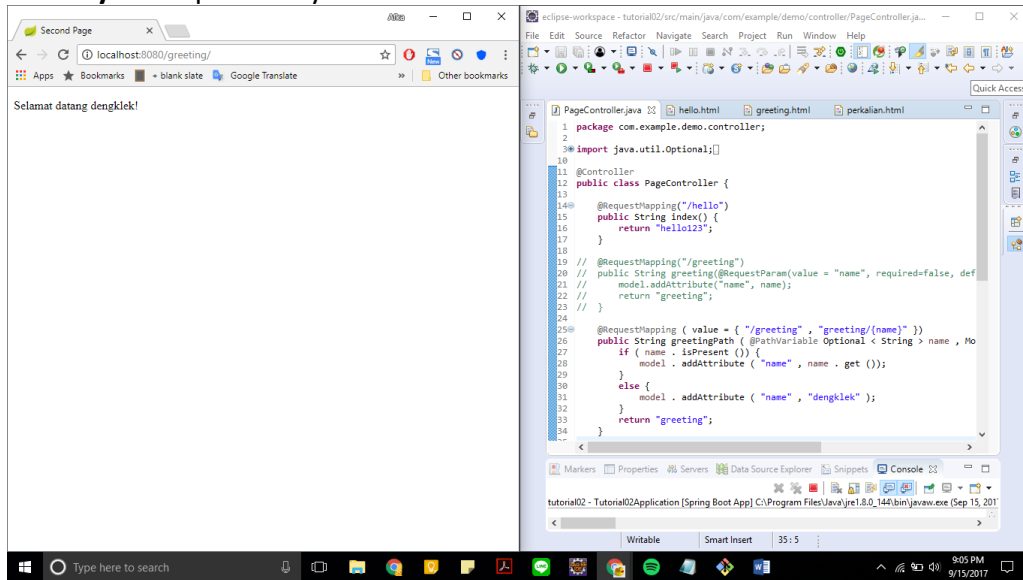 Second Page
Alka
localhost:8080/greeting/
New
Apps Bookmarks + blank slate Google Translate » Other bookmarks
Selamat datang dengklek!
eclipse-workspace - tutorial02/src/main/java/com/example/demo/controller/PageController.ja...
File Edit Source Refactor Navigate Search Project Run Window Help
Quick Access
PageController.java hello.html greeting.html perkalian.html
1 package com.example.demo.controller;
2
3 import java.util.Optional;
10
11 @Controller
12 public class PageController {
13
14 @RequestMapping("/hello")
15 public String index() {
16 return "hello123";
17 }
18
19 // @RequestMapping("/greeting")
20 // public String greeting(@RequestParam(value = "name", required=false, def
21 // model.addAttribute("name", name);
22 // return "greeting";
23 // }
24
25 @RequestMapping ( value = { "/greeting" , "greeting/{name}" })
26 public String greetingPath ( @PathVariable Optional < String > name , Mo
27 if ( name . isPresent ()) {
28 model . addAttribute ( "name" , name . get ());
29 }
30 else {
31 model . addAttribute ( "name" , "dengklek" );
32 }
33 return "greeting";
34 }
Markers Properties Servers Data Source Explorer Snippets Console
tutorial02 - Tutorial02Application [Spring Boot App] C:\Program Files\Java\jre1.8.0_144\bin\javaw.exe (Sep 15, 201
Writable Smart Insert 35 : 5
Type here to search
9:05 PM
9/15/2017